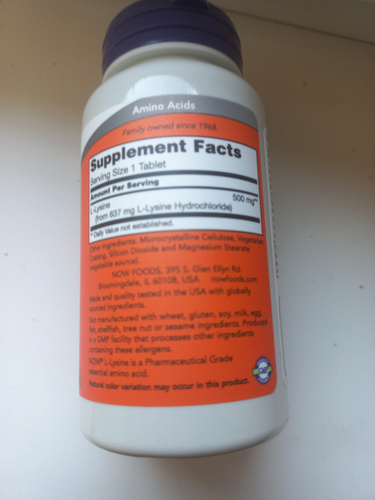 Amino Acids
Family owned since 1968
Supplement Facts
Serving Size 1 Tablet
Amount Per Serving
L-Lysine 500 mg*
(from 637 mg L-Lysine Hydrochloride)
* Daily Value not established.
Other ingredients: Microcrystalline Cellulose, Vegetarian
Coating, Silicon Dioxide and Magnesium Stearate
(vegetable source).
NOW FOODS, 395 S. Glen Ellyn Rd.
Bloomingdale, IL 60108, USA nowfoods.com
Made and quality tested in the USA with globally
sourced ingredients.
Not manufactured with wheat, gluten, soy, milk, egg,
fish, shellfish, tree nut or sesame ingredients. Produced
in a GMP facility that processes other ingredients
containing these allergens.
NOW® L-Lysine is a Pharmaceutical Grade
essential amino acid.
Natural color variation may occur in this product.
GMP